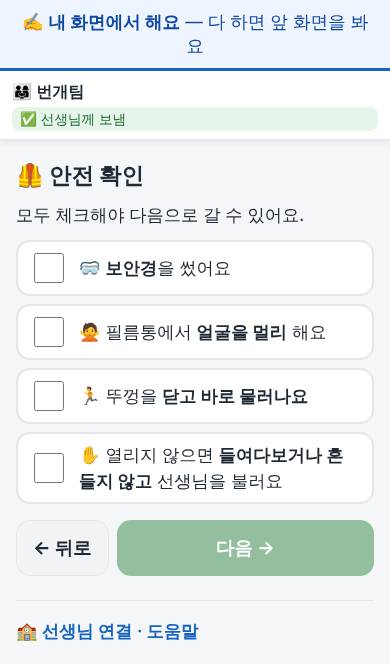 ✍️ 내 화면에서 해요 — 다 하면 앞 화면을 봐
요
👨‍👩‍👧 번개팀
✅ 선생님께 보냄
🦺 안전 확인
모두 체크해야 다음으로 갈 수 있어요.
🥽 보안경을 썼어요
🙅 필름통에서 얼굴을 멀리 해요
🏃 뚜껑을 닫고 바로 물러나요
✋ 열리지 않으면 들여다보거나 흔
들지 않고 선생님을 불러요
← 뒤로
다음 →
🏫 선생님 연결 · 도움말